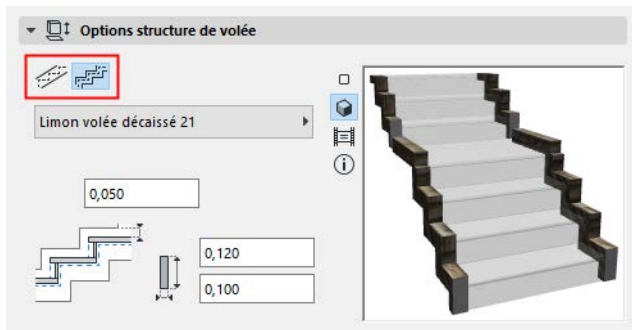 Options structure de volée
Limon volée décaissé 21
0,050
0,120
0,100